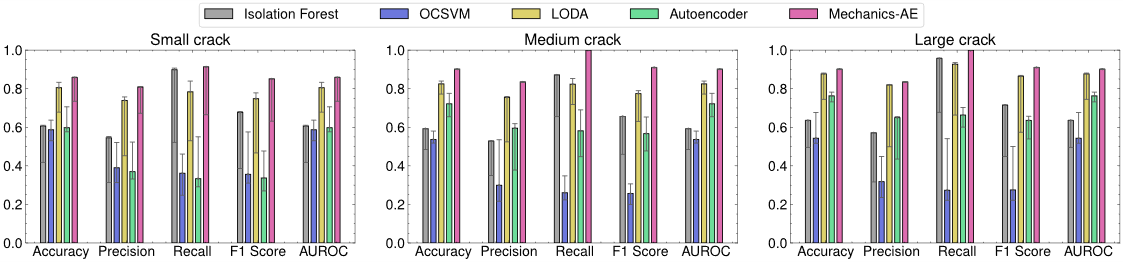 Isolation Forest OCSVM LODA Autoencoder Mechanics-AE
Small crack Medium crack Large crack
1.0 1.0 1.0
0.8 0.8 0.8
0.6 0.6 0.6
0.4 0.4 0.4
0.2 0.2 0.2
0.0 0.0 0.0
Accuracy Precision Recall F1 Score AUROC Accuracy Precision Recall F1 Score AUROC Accuracy Precision Recall F1 Score AUROC